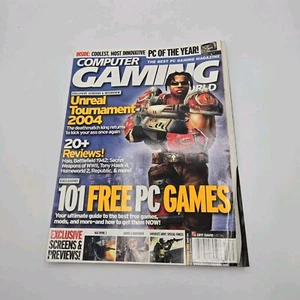 INSIDE: COOLEST, MOST INNOVATIVE PC OF THE YEAR!
COMPUTER
THE BEST PC GAMING MAGAZINE
GAMING
RLD
Unreal
Tournament
2004
The deathmatch king returns
to kick your ass once again
20+
Reviews!
Halo, Battlefield 1942: Secret
Weapons of WWII, Tony Hawk 4,
Homeworld 2, Republic, & more!
101 FREE PC GAMES
Your ultimate guide to the best free games,
mods, and more—and how to get them NOW!
EXCLUSIVE
SCREENS &
PREVIEWS!